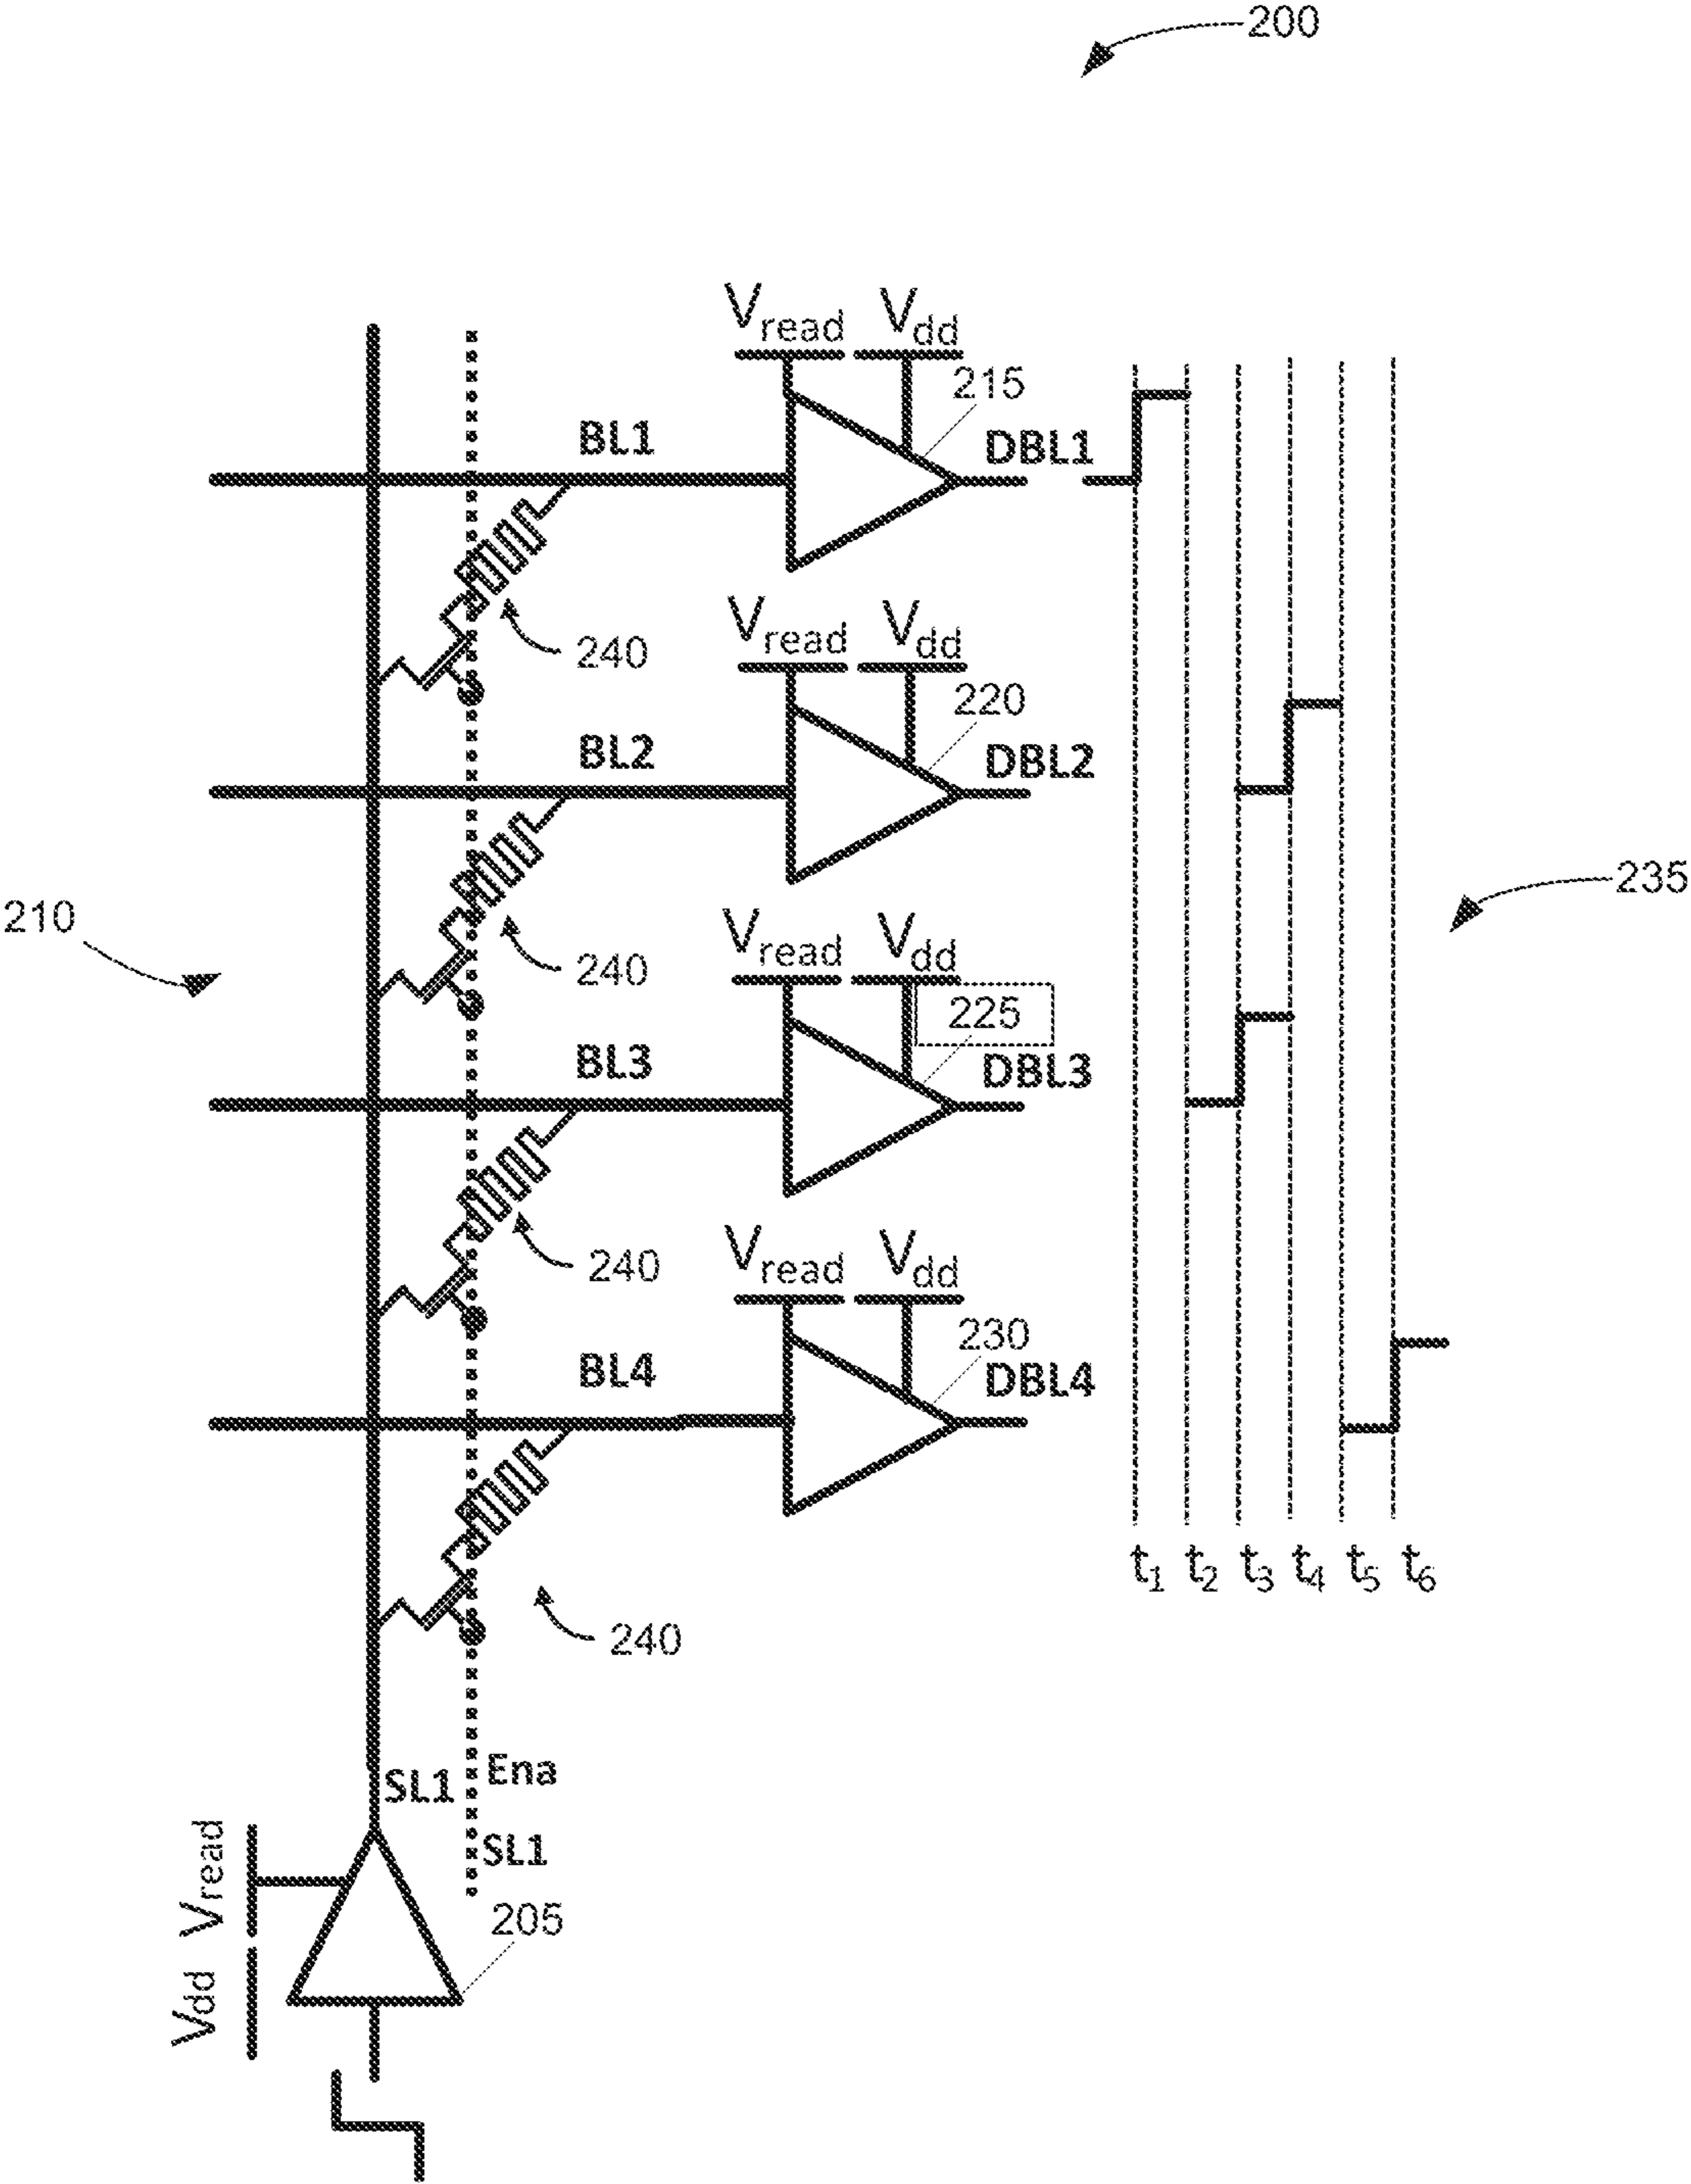 200
Vread Vdd
215
BL1
DBL1
240
Vread Vdd
220
BL2
DBL2
235
210
240
Vread Vdd
225
BL3
DBL3
240
Vread Vdd
230
BL4
DBL4
t1 t2 t3 t4 t5 t6
240
SL1 Ena
SL1
Vdd Vread
205